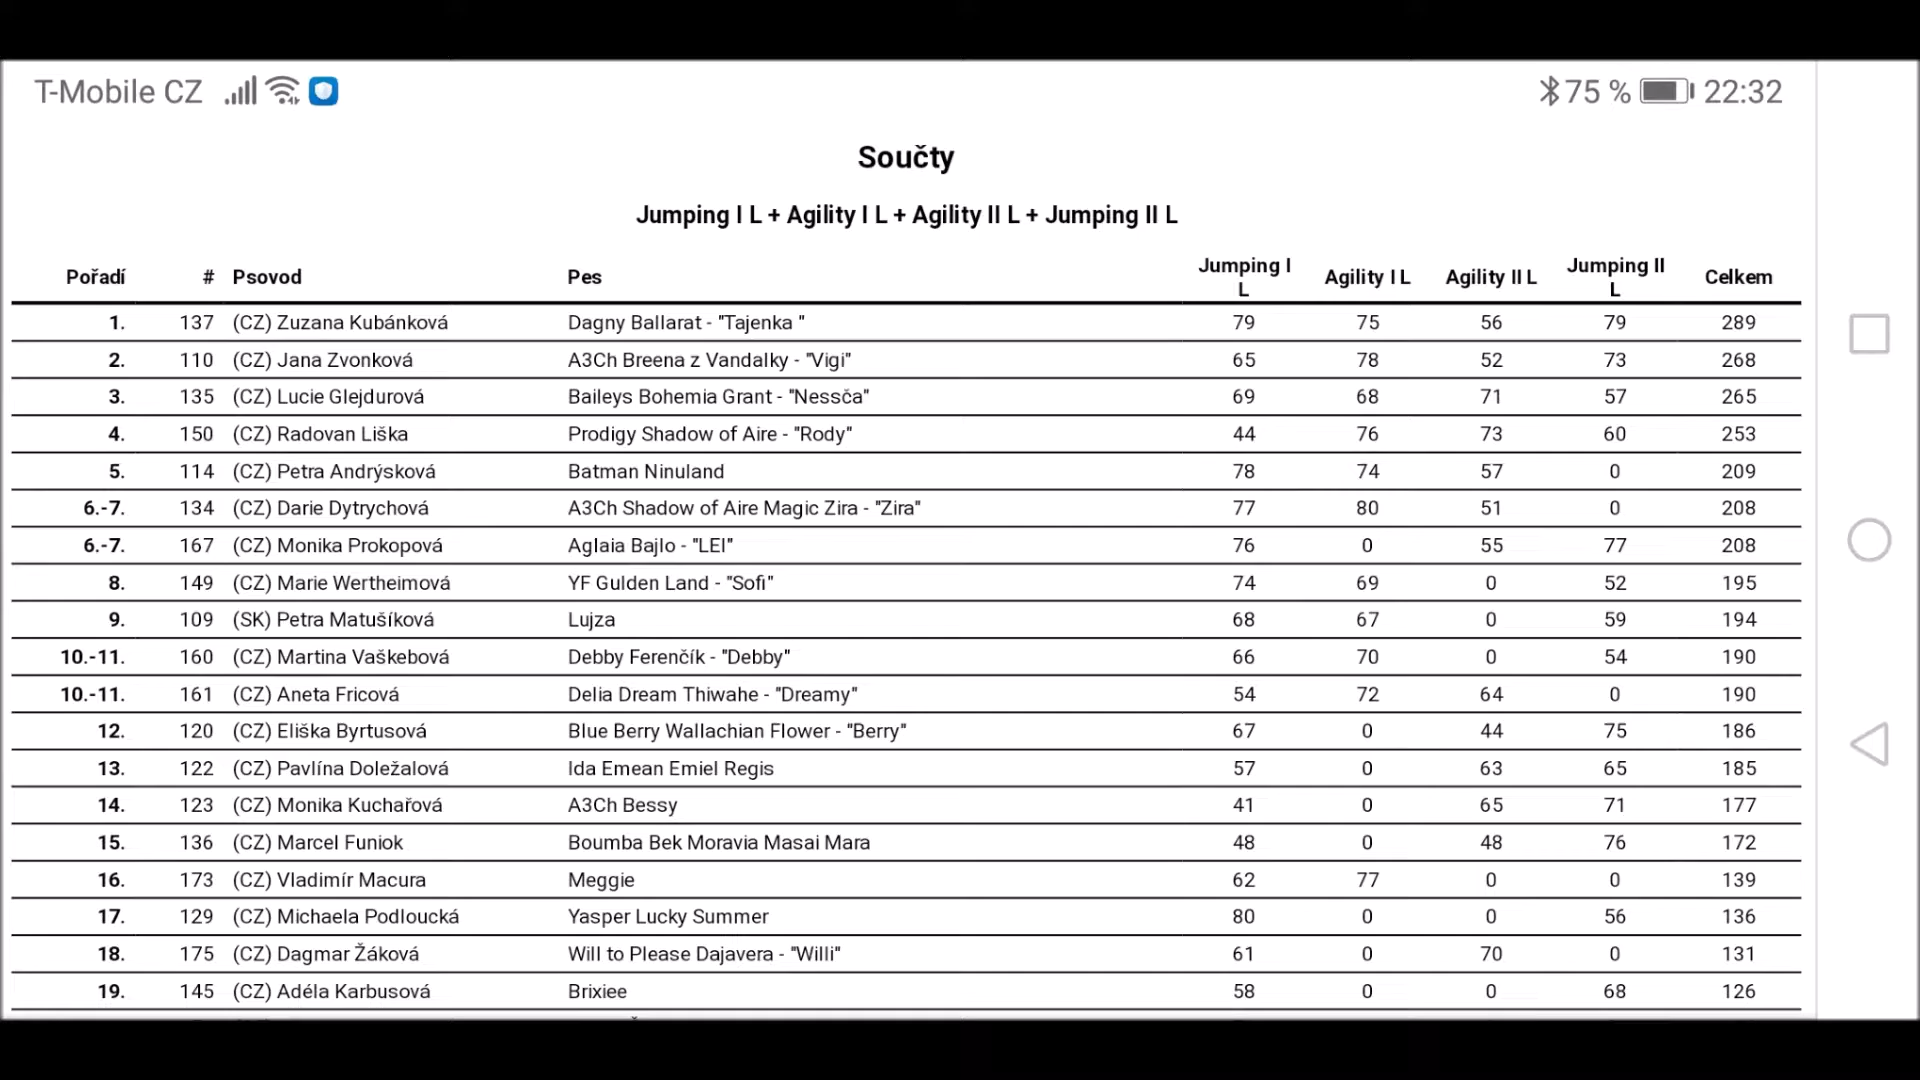 T-Mobile CZ 75 % 22:32
Součty
Jumping I L + Agility I L + Agility II L + Jumping II L
Pořadí # Psovod Pes Jumping I L Agility I L Agility II L Jumping II L Celkem
1. 137 (CZ) Zuzana Kubánková Dagny Ballarat - "Tajenka " 79 75 56 79 289
2. 110 (CZ) Jana Zvonková A3Ch Breena z Vandalky - "Vigi" 65 78 52 73 268
3. 135 (CZ) Lucie Glejdurová Baileys Bohemia Grant - "Nessča" 69 68 71 57 265
4. 150 (CZ) Radovan Liška Prodigy Shadow of Aire - "Rody" 44 76 73 60 253
5. 114 (CZ) Petra Andrýsková Batman Ninuland 78 74 57 0 209
6.-7. 134 (CZ) Darie Dytrychová A3Ch Shadow of Aire Magic Zira - "Zira" 77 80 51 0 208
6.-7. 167 (CZ) Monika Prokopová Aglaia Bajlo - "LEI" 76 0 55 77 208
8. 149 (CZ) Marie Wertheimová YF Gulden Land - "Sofi" 74 69 0 52 195
9. 109 (SK) Petra Matušíková Lujza 68 67 0 59 194
10.-11. 160 (CZ) Martina Vaškebová Debby Ferenčík - "Debby" 66 70 0 54 190
10.-11. 161 (CZ) Aneta Fricová Delia Dream Thiwahe - "Dreamy" 54 72 64 0 190
12. 120 (CZ) Eliška Byrtusová Blue Berry Wallachian Flower - "Berry" 67 0 44 75 186
13. 122 (CZ) Pavlína Doležalová Ida Emean Emiel Regis 57 0 63 65 185
14. 123 (CZ) Monika Kuchařová A3Ch Bessy 41 0 65 71 177
15. 136 (CZ) Marcel Funiok Boumba Bek Moravia Masai Mara 48 0 48 76 172
16. 173 (CZ) Vladimír Macura Meggie 62 77 0 0 139
17. 129 (CZ) Michaela Podloucká Yasper Lucky Summer 80 0 0 56 136
18. 175 (CZ) Dagmar Žáková Will to Please Dajavera - "Willi" 61 0 70 0 131
19. 145 (CZ) Adéla Karbusová Brixiee 58 0 0 68 126